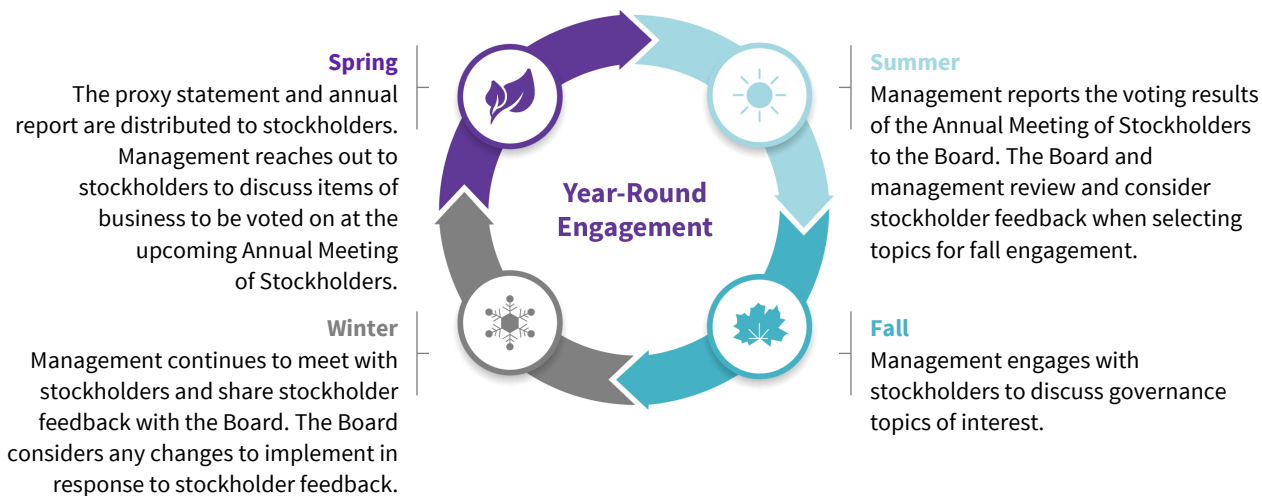 Spring
The proxy statement and annual
report are distributed to stockholders.
Management reaches out to
stockholders to discuss items of
business to be voted on at the
upcoming Annual Meeting
of Stockholders.
Summer
Management reports the voting results
of the Annual Meeting of Stockholders
to the Board. The Board and
management review and consider
stockholder feedback when selecting
topics for fall engagement.
Year-Round
Engagement
Winter
Management continues to meet with
stockholders and share stockholder
feedback with the Board. The Board
considers any changes to implement in
response to stockholder feedback.
Fall
Management engages with
stockholders to discuss governance
topics of interest.